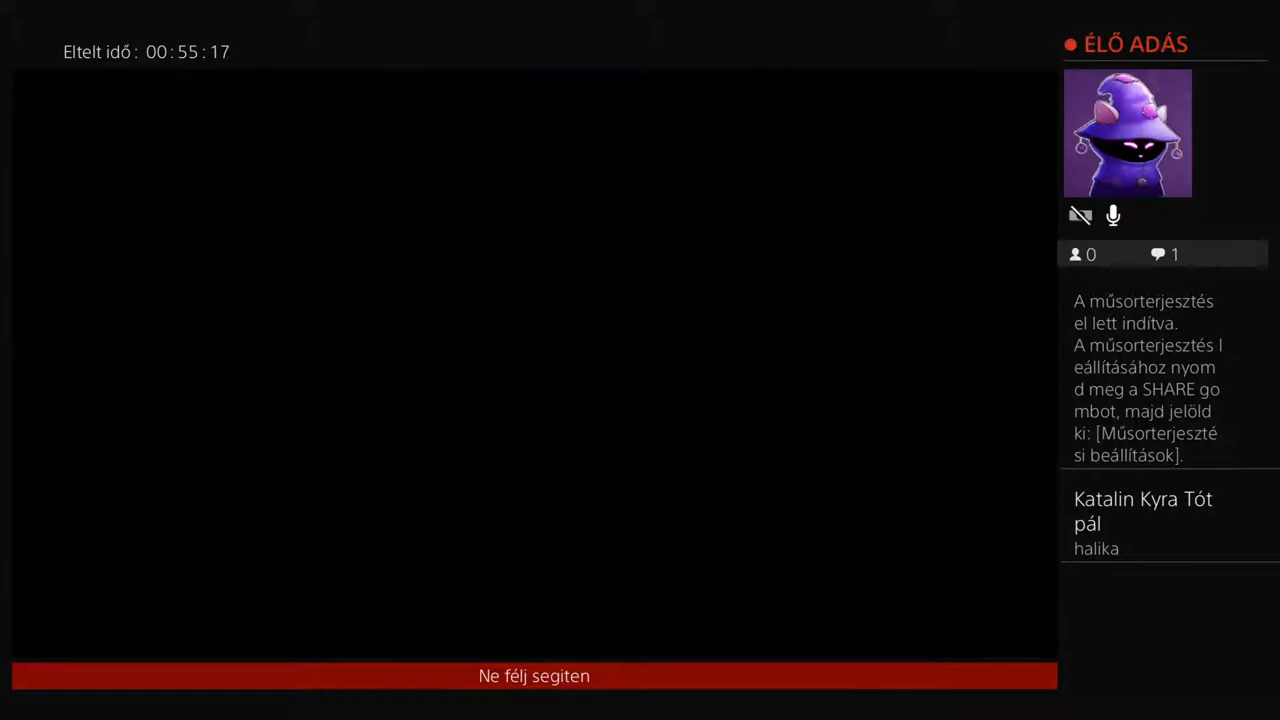 Eltelt idő: 00:55:17
ÉLŐ ADÁS
0 1
A műsorterjesztés
el lett indítva.
A műsorterjesztés l
eállításához nyom
d meg a SHARE go
mbot, majd jelöld
ki: [Műsorterjeszté
si beállítások].
Katalin Kyra Tót
pál
halika
Ne félj segiten